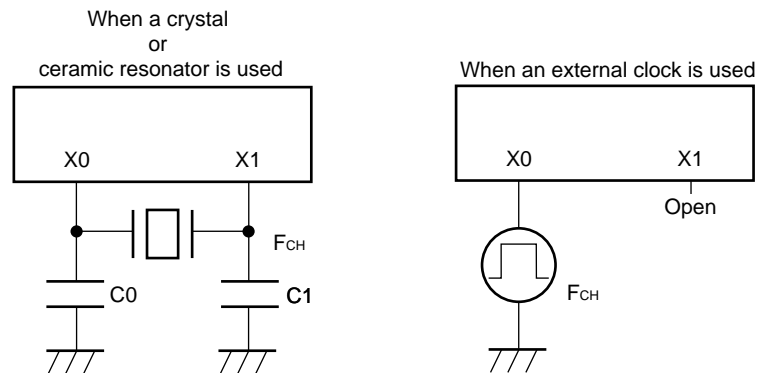 When a crystal
or
ceramic resonator is used
X0 X1
FCH
C0 C1
When an external clock is used
X0 X1
Open
FCH